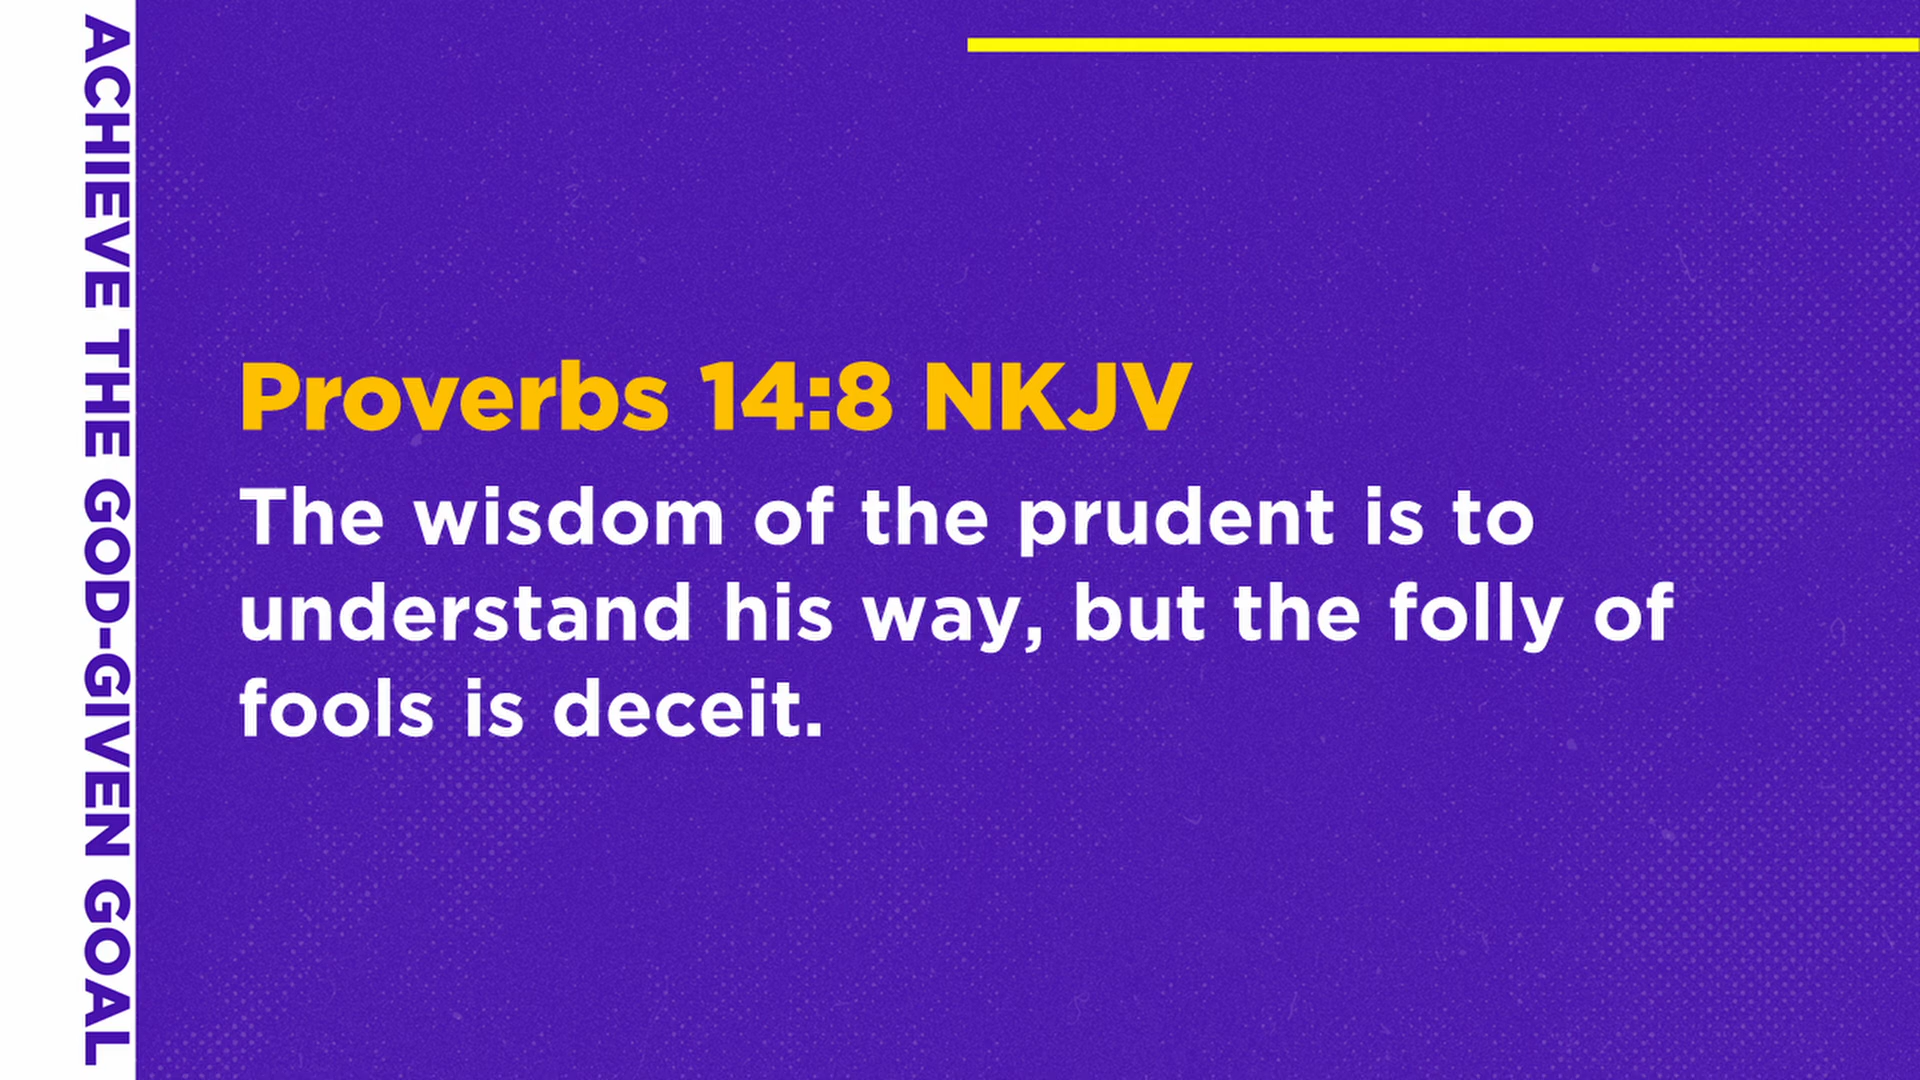 ACHIEVE THE GOD-GIVEN GOAL
Proverbs 14:8 NKJV
The wisdom of the prudent is to
understand his way, but the folly of
fools is deceit.